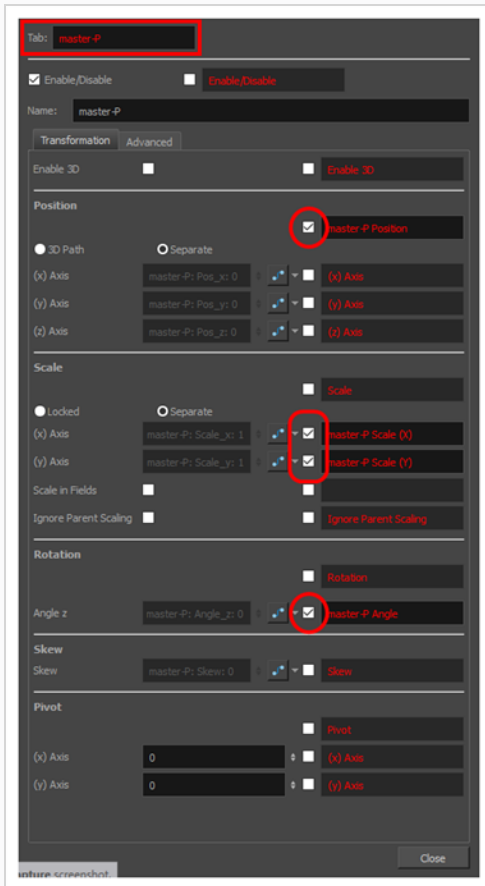 Tab: master-P
Enable/Disable Enable/Disable
Name: master-P
Transformation Advanced
Enable 3D Enable 3D
Position
master-P Position
3D Path Separate
(x) Axis master-P: Pos_x: 0 (x) Axis
(y) Axis master-P: Pos_y: 0 (y) Axis
(z) Axis master-P: Pos_z: 0 (z) Axis
Scale
Scale
Locked Separate
(x) Axis master-P: Scale_x: 1 master-P Scale (X)
(y) Axis master-P: Scale_y: 1 master-P Scale (Y)
Scale in Fields
Ignore Parent Scaling Ignore Parent Scaling
Rotation
Rotation
Angle z master-P: Angle_z: 0 master-P Angle
Skew
Skew master-P: Skew: 0 Skew
Pivot
Pivot
(x) Axis 0 (x) Axis
(y) Axis 0 (y) Axis
Close
screenshot.